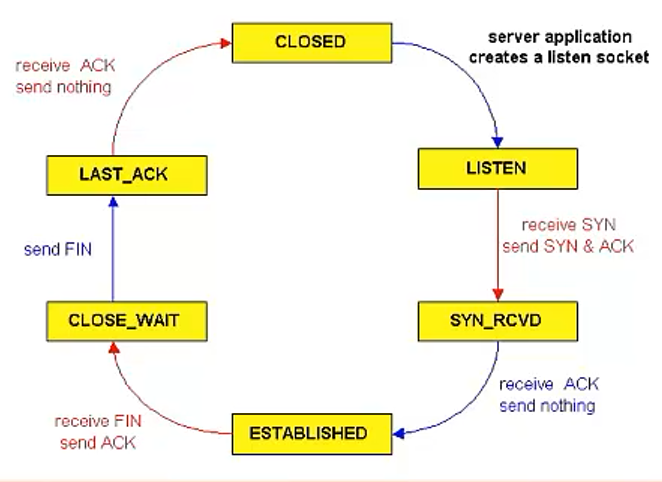 CLOSED
server application
creates a listen socket
receive ACK
send nothing
LAST_ACK
LISTEN
receive SYN
send SYN & ACK
send FIN
CLOSE_WAIT
SYN_RCVD
receive ACK
send nothing
receive FIN
send ACK
ESTABLISHED